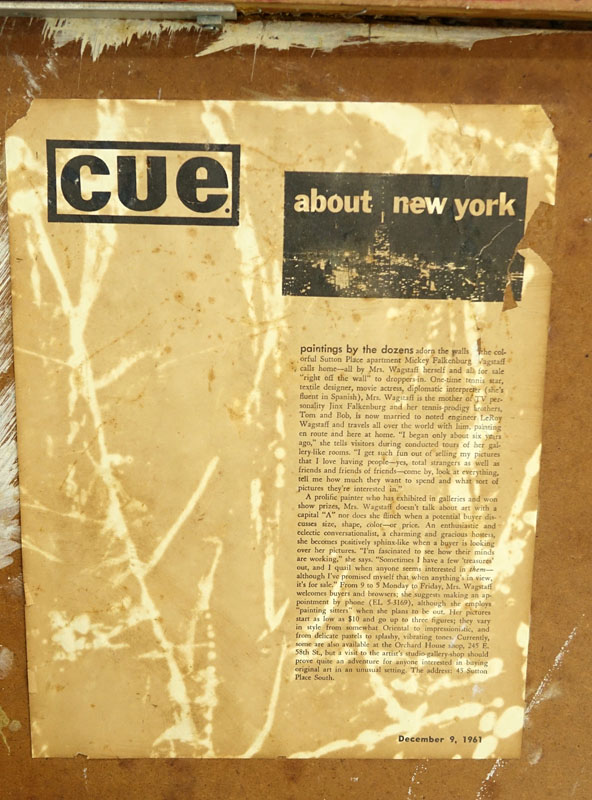 cue.
about new york
paintings by the dozens adorn the walls the col-
orful Sutton Place apartment Mickey Falkenburg Wagstaff
calls home—all by Mrs. Wagstaff herself and all for sale
"right off the wall" to droppers-in. One-time tennis star,
textile designer, movie actress, diplomatic interpreter (she's
fluent in Spanish), Mrs. Wagstaff is the mother of TV per-
sonality Jinx Falkenburg and her tennis-prodigy brothers,
Tom and Bob, is now married to noted engineer LeRoy
Wagstaff and travels all over the world with him, painting
en route and here at home. "I began only about six years
ago," she tells visitors during conducted tours of her gal-
lery-like rooms. "I get such fun out of selling my pictures
that I love having people—yes, total strangers as well as
friends and friends of friends—come by, look at everything,
tell me how much they want to spend and what sort of
pictures they're interested in."
A prolific painter who has exhibited in galleries and won
show prizes, Mrs. Wagstaff doesn't talk about art with a
capital "A" nor does she flinch when a potential buyer dis-
cusses size, shape, color—or price. An enthusiastic and
eclectic conversationalist, a charming and gracious hostess,
she becomes positively sphinx-like when a buyer is looking
over her pictures. "I'm fascinated to see how their minds
are working," she says. "Sometimes I have a few 'treasures'
out, and I quail when anyone seems interested in them—
although I've promised myself that when anything's in view,
it's for sale." From 9 to 5 Monday to Friday, Mrs. Wagstaff
welcomes buyers and browsers; she suggests making an ap-
pointment by phone (EL 5-3169), although she employs
"painting sitters" when she plans to be out. Her pictures
start as low as $10 and go up to three figures; they vary
in style from somewhat Oriental to impressionistic, and
from delicate pastels to splashy, vibrating tones. Currently,
some are also available at the Orchard House shop, 245 E.
58th St., but a visit to the artist's studio-gallery-shop should
prove quite an adventure for anyone interested in buying
original art in an unusual setting. The address: 45 Sutton
Place South.
December 9, 1961